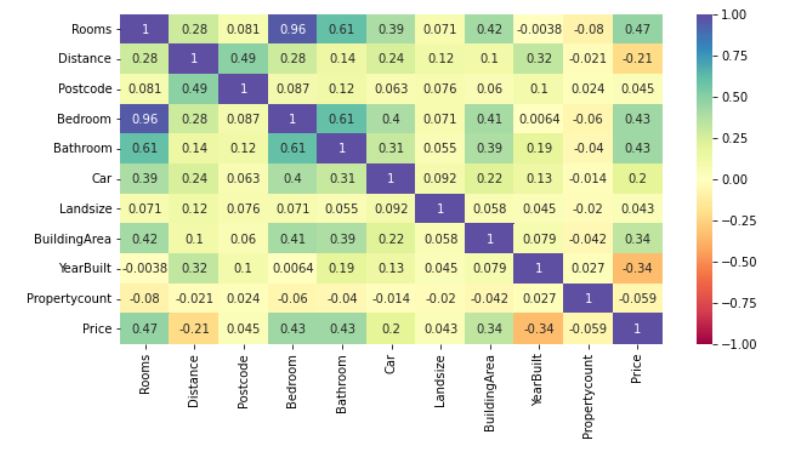 Rooms 1 0.28 0.081 0.96 0.61 0.39 0.071 0.42 -0.0038 -0.08 0.47
Distance 0.28 1 0.49 0.28 0.14 0.24 0.12 0.1 0.32 -0.021 -0.21
Postcode 0.081 0.49 1 0.087 0.12 0.063 0.076 0.06 0.1 0.024 0.045
Bedroom 0.96 0.28 0.087 1 0.61 0.4 0.071 0.41 0.0064 -0.06 0.43
Bathroom 0.61 0.14 0.12 0.61 1 0.31 0.055 0.39 0.19 -0.04 0.43
Car 0.39 0.24 0.063 0.4 0.31 1 0.092 0.22 0.13 -0.014 0.2
Landsize 0.071 0.12 0.076 0.071 0.055 0.092 1 0.058 0.045 -0.02 0.043
BuildingArea 0.42 0.1 0.06 0.41 0.39 0.22 0.058 1 0.079 -0.042 0.34
YearBuilt -0.0038 0.32 0.1 0.0064 0.19 0.13 0.045 0.079 1 0.027 -0.34
Propertycount -0.08 -0.021 0.024 -0.06 -0.04 -0.014 -0.02 -0.042 0.027 1 -0.059
Price 0.47 -0.21 0.045 0.43 0.43 0.2 0.043 0.34 -0.34 -0.059 1
Rooms
Distance
Postcode
Bedroom
Bathroom
Car
Landsize
BuildingArea
YearBuilt
Propertycount
Price
1.00
0.75
0.50
0.25
0.00
−0.25
−0.50
−0.75
−1.00